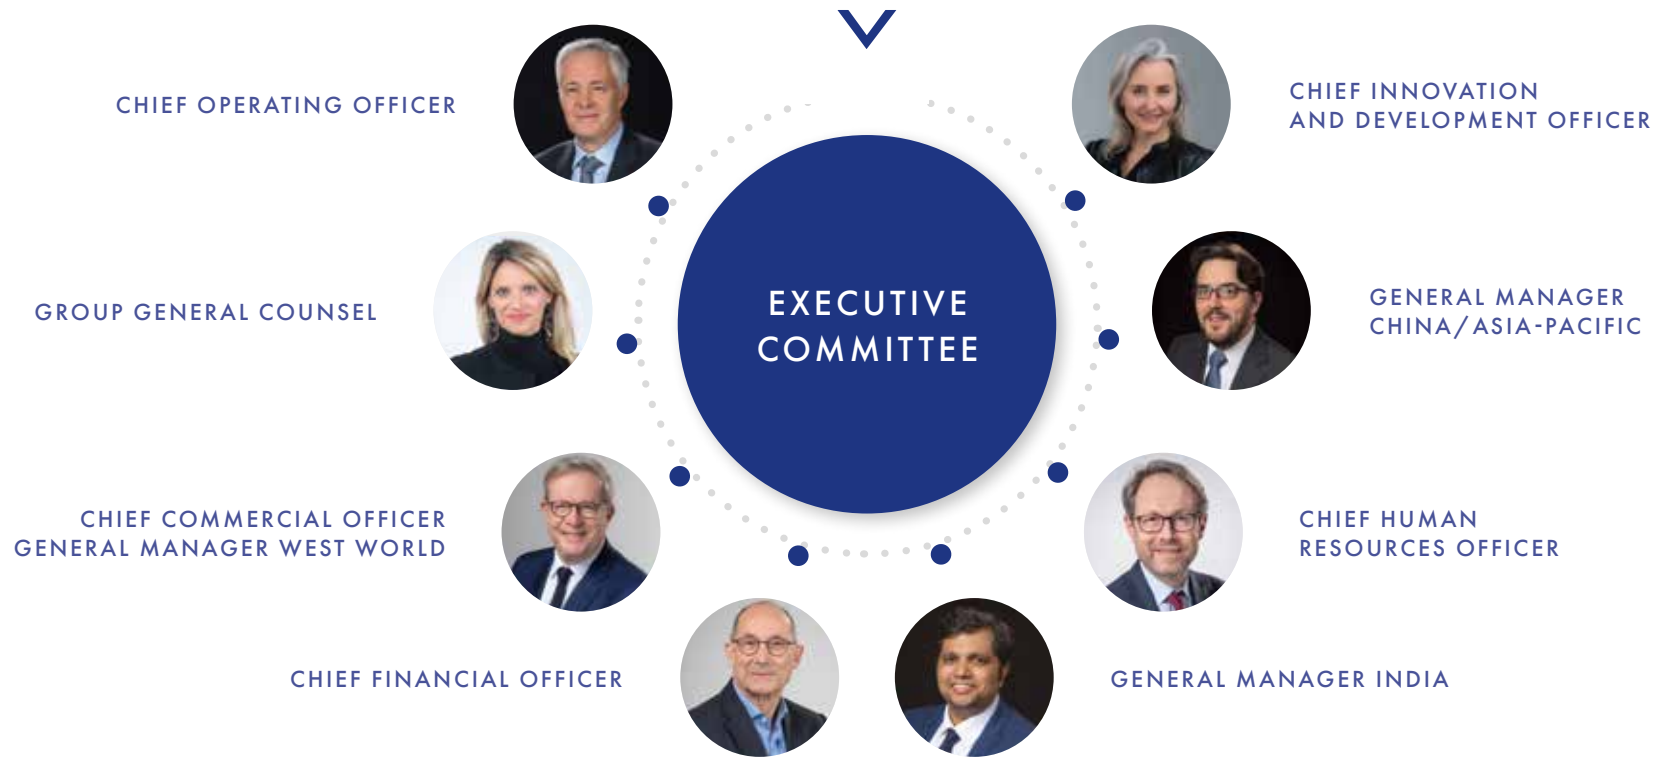 CHIEF OPERATING OFFICER
CHIEF INNOVATION
AND DEVELOPMENT OFFICER
GROUP GENERAL COUNSEL
EXECUTIVE
COMMITTEE
GENERAL MANAGER
CHINA/ASIA-PACIFIC
CHIEF COMMERCIAL OFFICER
GENERAL MANAGER WEST WORLD
CHIEF HUMAN
RESOURCES OFFICER
CHIEF FINANCIAL OFFICER
GENERAL MANAGER INDIA